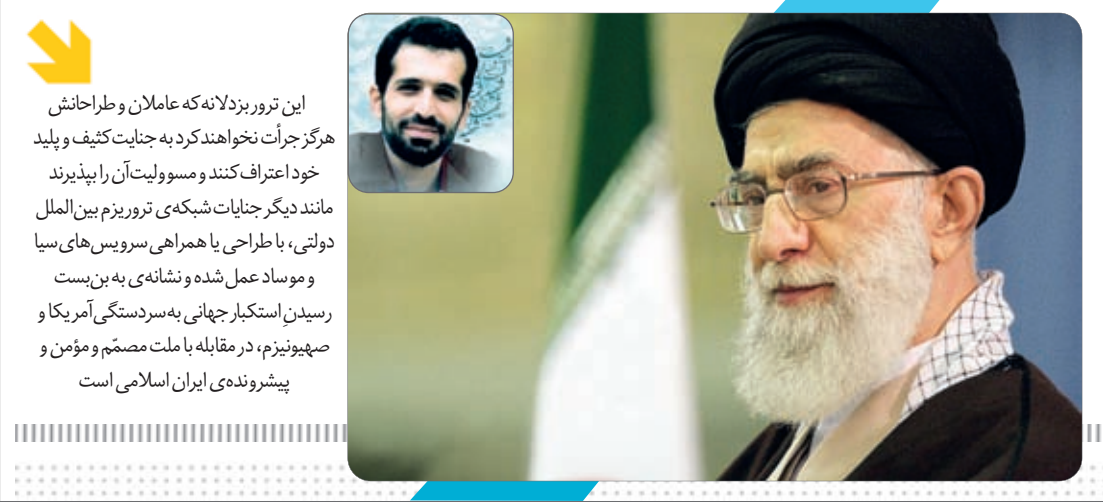 این ترور بزدلانه که عاملان و طراحانش
هرگز جرأت نخواهند کرد به جنایت کثیف و پلید
خود اعتراف کنند و مسوولیت آن را بپذیرند
مانند دیگر جنایات شبکه‌ی تروریزم بین‌الملل
دولتی، با طراحی یا همراهی سرویس‌های سیا
و موساد عمل شده و نشانه‌ی به بن‌بست
رسیدنِ استکبار جهانی به‌سردستگی آمریکا و
صهیونیزم، در مقابله با ملت مصمّم و مؤمن و
پیشرونده‌ی ایران اسلامی است